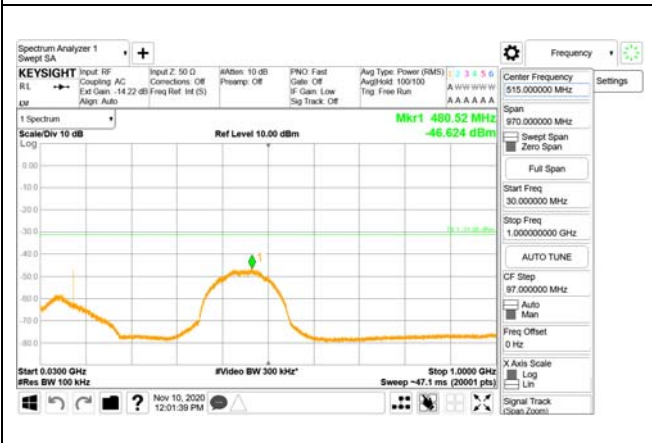 Spectrum Analyzer 1
Swept SA
Frequency
KEYSIGHT Input: RF Input Z: 50 Ω #Atten: 10 dB PNO: Fast Avg Type: Power (RMS) 1 2 3 4 5 6
RL Coupling: AC Corrections: Off Preamp: Off Gate: Off Avg|Hold: 100/100 A W W W W W
Ext Gain: -14.22 dB Freq Ref: Int (S) IF Gain: Low Trig: Free Run
Align: Auto Sig Track: Off A A A A A A
1 Spectrum
Mkr1 480.52 MHz
Scale/Div 10 dB Ref Level 10.00 dBm -46.624 dBm
Log
0.00
-10.0
-20.0
-30.0
-40.0
1
-50.0
-60.0
-70.0
-80.0
Start 0.0300 GHz #Video BW 300 kHz* Stop 1.0000 GHz
#Res BW 100 kHz Sweep ~47.1 ms (20001 pts)
Nov 10, 2020
12:01:39 PM
Center Frequency
515.000000 MHz
Settings
Span
970.000000 MHz
Swept Span
Zero Span
Full Span
Start Freq
30.000000 MHz
Stop Freq
1.000000000 GHz
AUTO TUNE
CF Step
97.000000 MHz
Auto
Man
Freq Offset
0 Hz
X Axis Scale
Log
Lin
Signal Track
(Span Zoom)